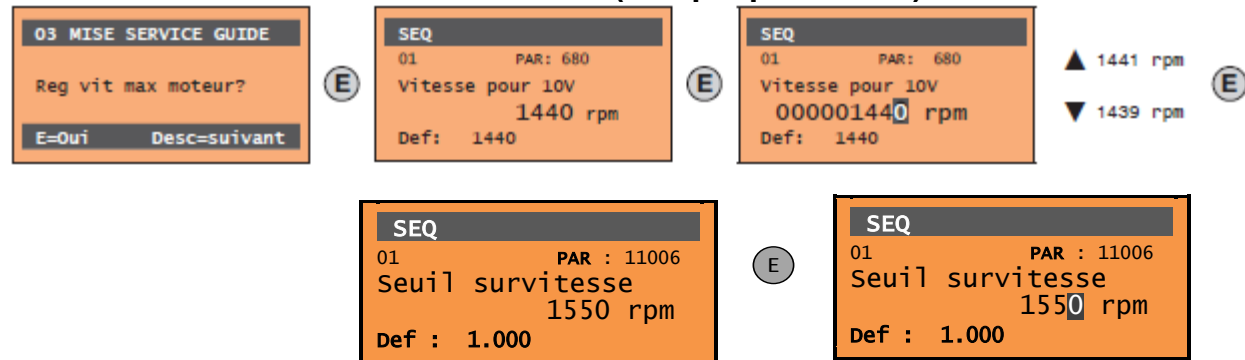 03 MISE SERVICE GUIDE
Reg vit max moteur?
E=Oui Desc=suivant
E
SEQ
01 PAR: 680
Vitesse pour 10V
1440 rpm
Def: 1440
E
SEQ
01 PAR: 680
Vitesse pour 10V
000001440 rpm
Def: 1440
▲ 1441 rpm
▼ 1439 rpm
E
SEQ
01 PAR : 11006
Seuil survitesse
1550 rpm
Def : 1.000
E
SEQ
01 PAR : 11006
Seuil survitesse
1550 rpm
Def : 1.000